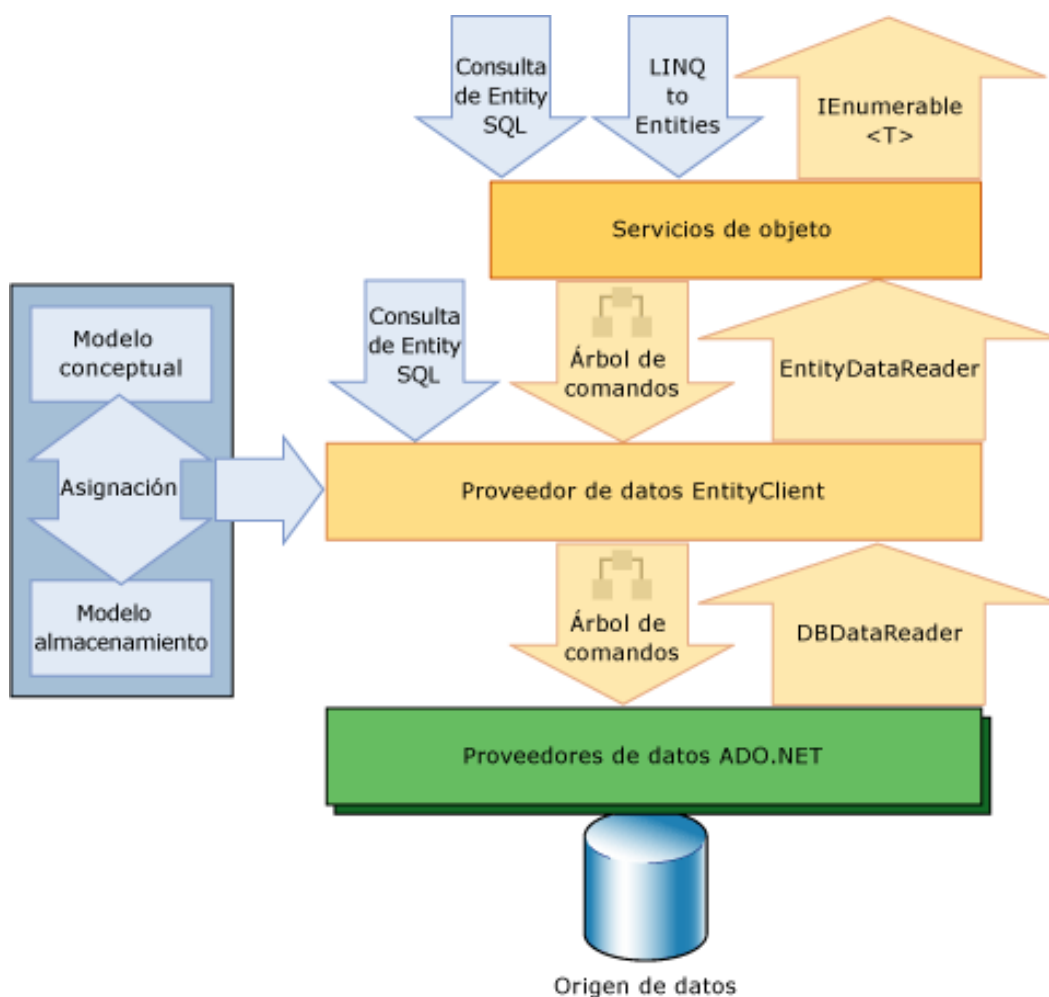 Consulta
de Entity
SQL
LINQ
to
Entities
IEnumerable
<T>
Servicios de objeto
Consulta
de Entity
SQL
Árbol de
comandos
EntityDataReader
Modelo
conceptual
Asignación
Modelo
almacenamiento
Proveedor de datos EntityClient
Árbol de
comandos
DBDataReader
Proveedores de datos ADO.NET
Origen de datos